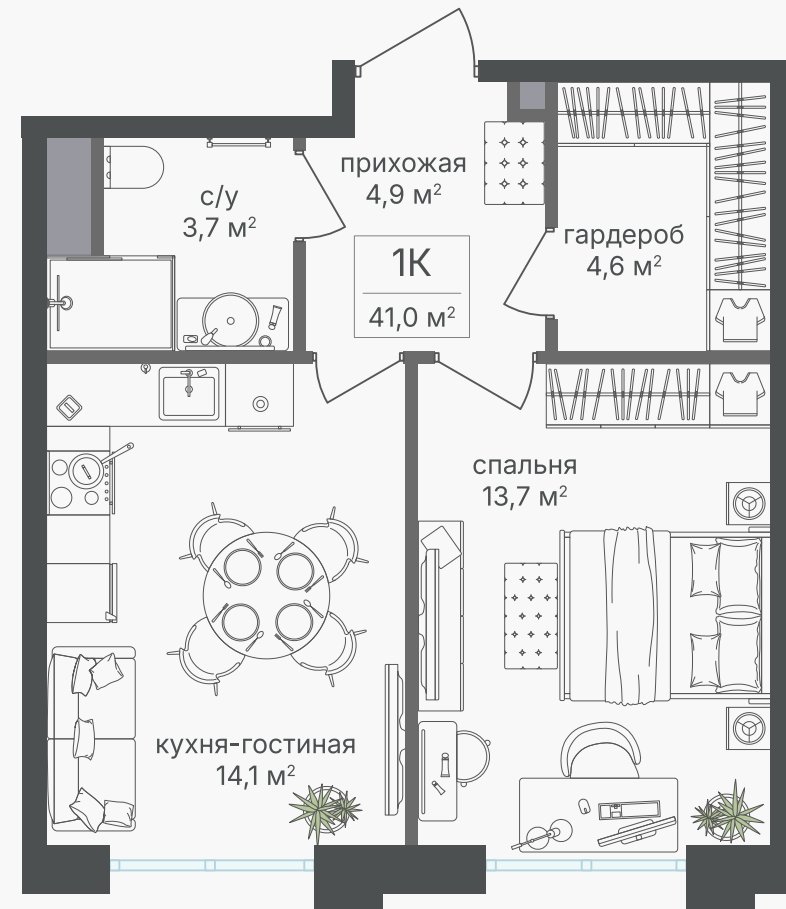 прихожая
4,9 м²
с/у
3,7 м²
гардероб
4,6 м²
1К
41,0 м²
спальня
13,7 м²
кухня-гостиная
14,1 м²